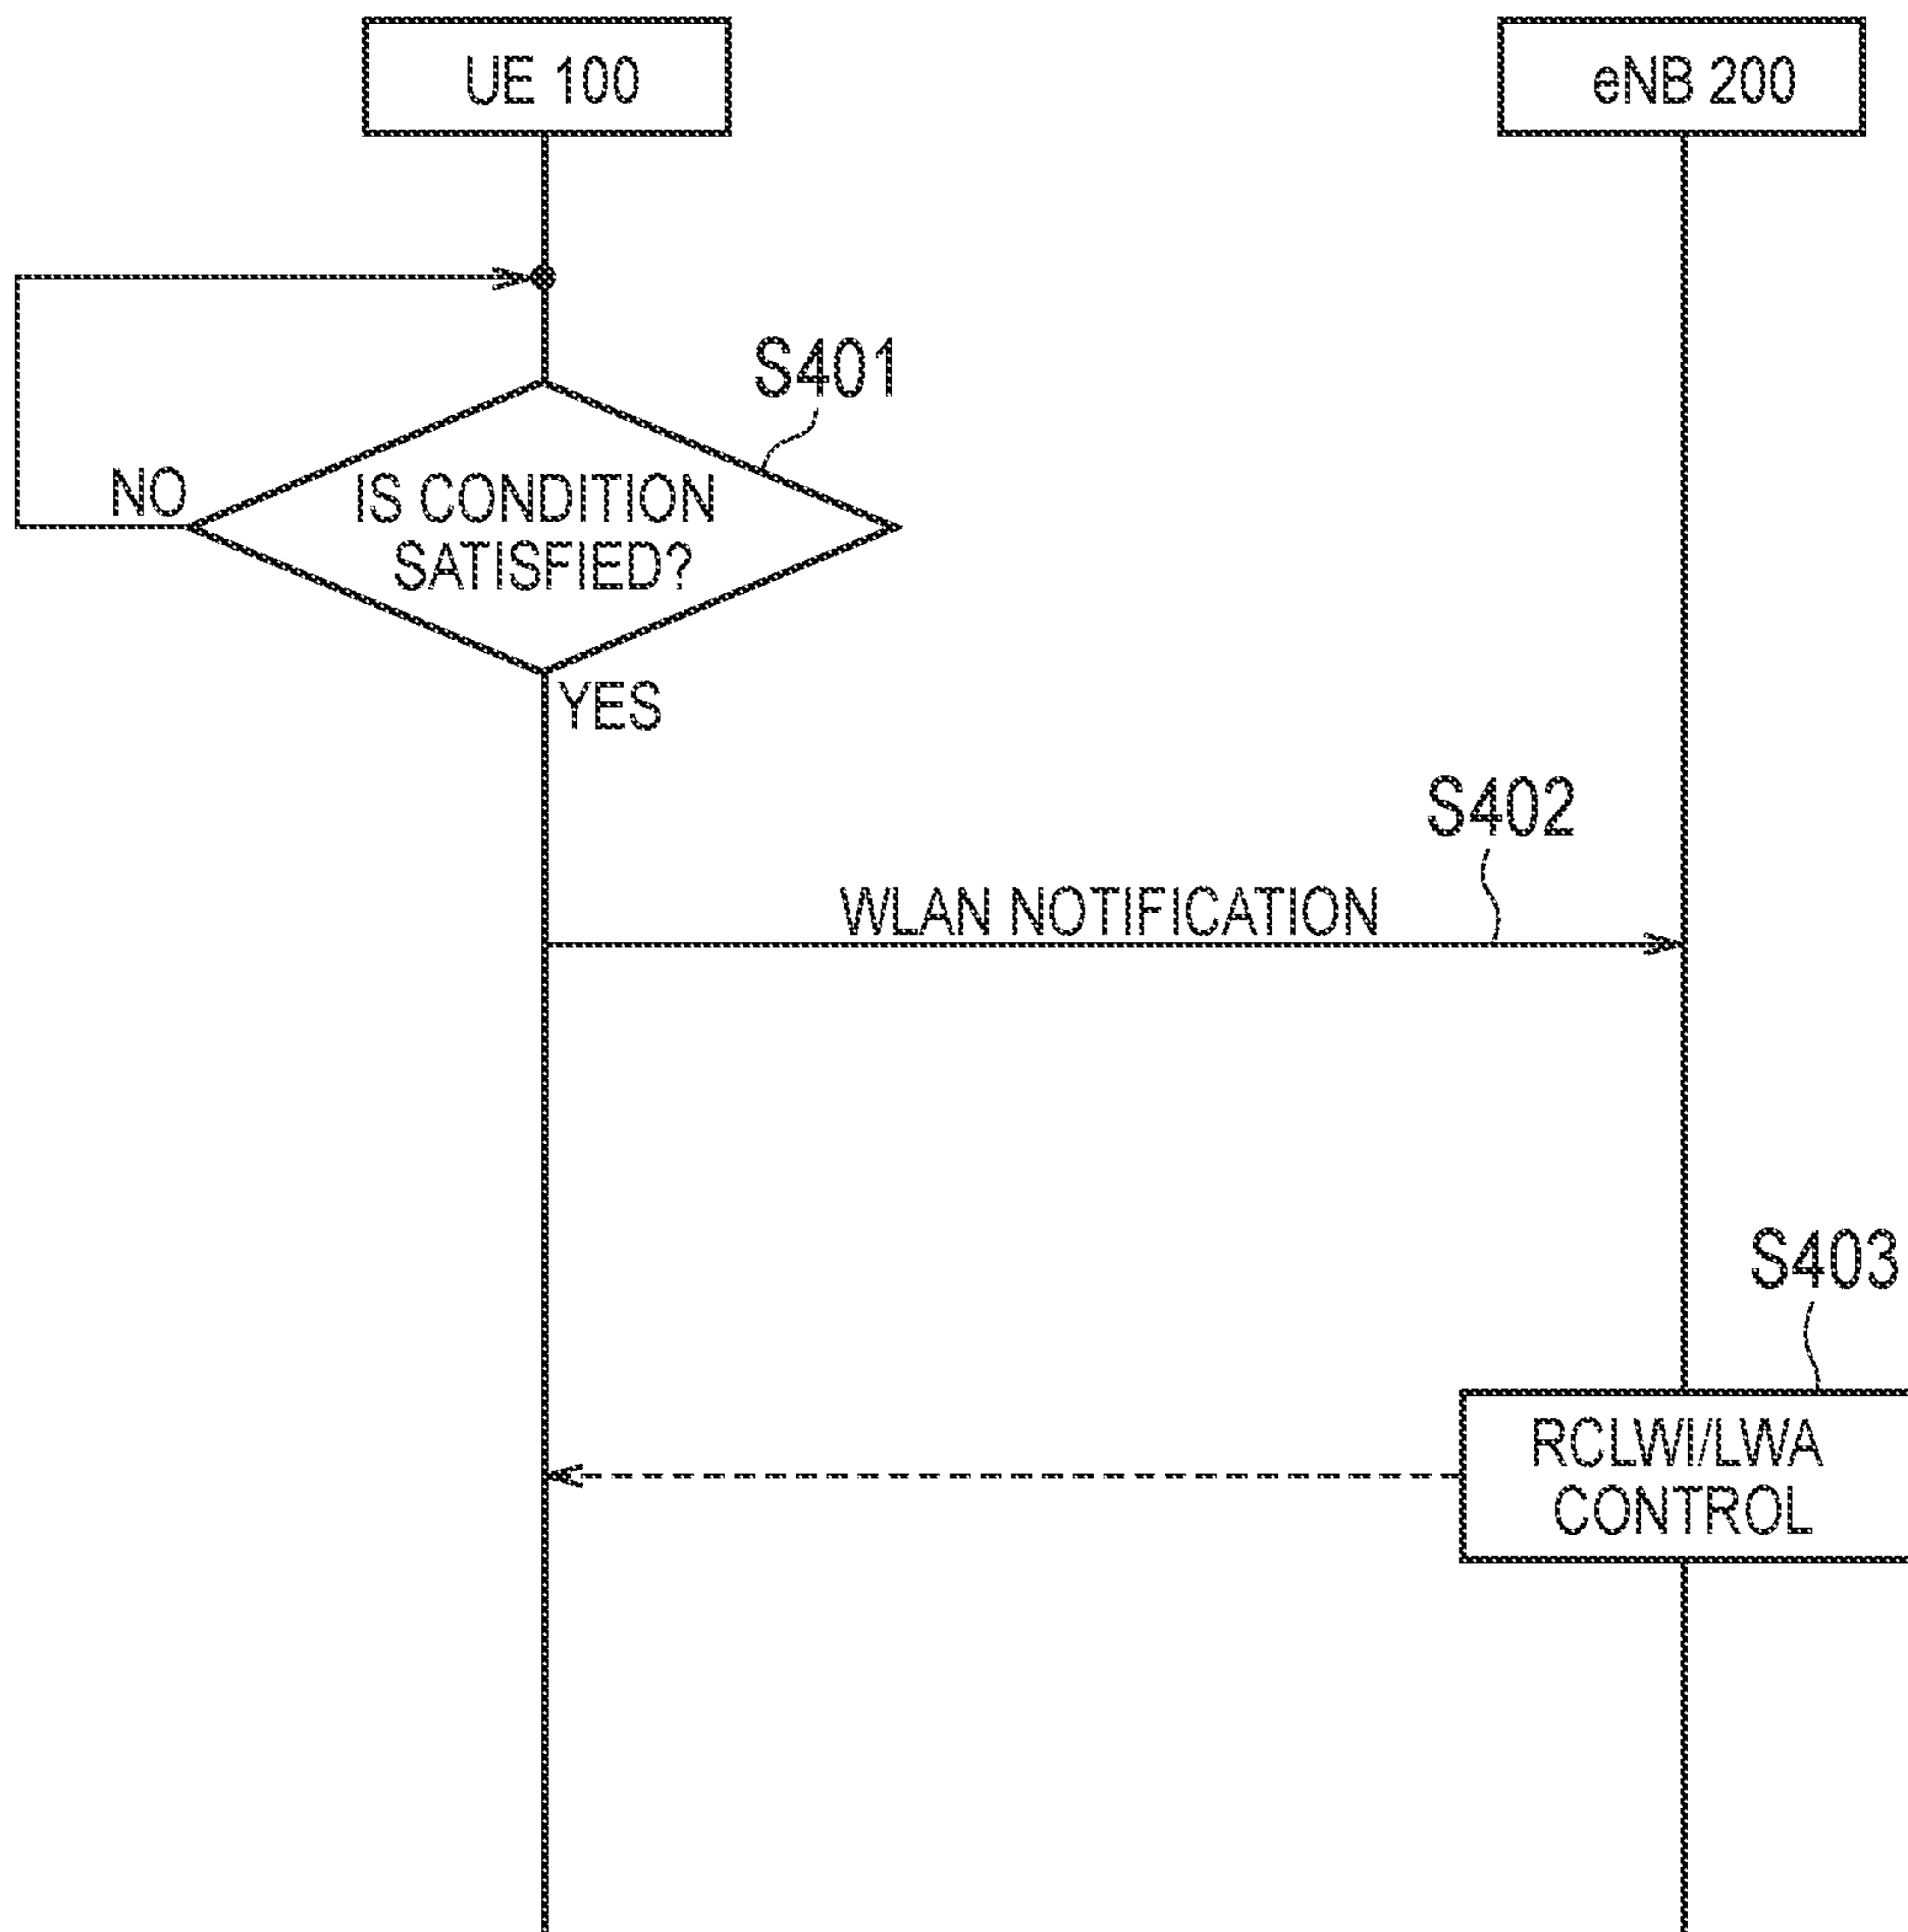 UE 100
eNB 200
S401
NO
IS CONDITION
SATISFIED?
YES
S402
WLAN NOTIFICATION
S403
RCLWI/LWA
CONTROL